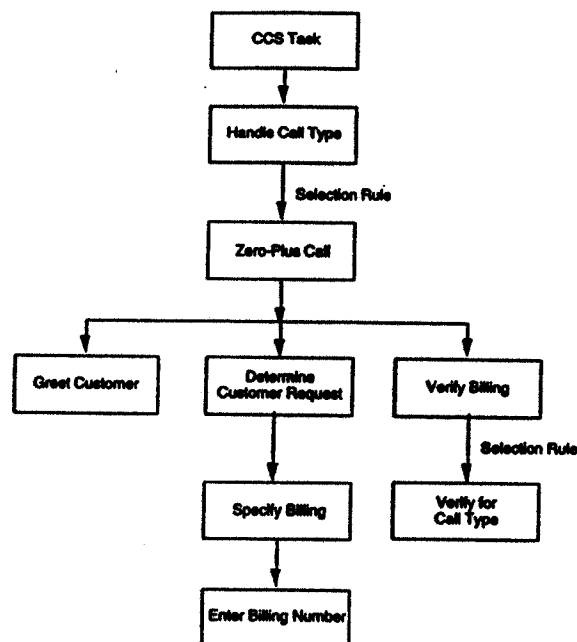 CCS Task
Handle Call Type
Selection Rule
Zero-Plus Call
Greet Customer
Determine
Customer Request
Verify Billing
Selection Rule
Specify Billing
Verify for
Call Type
Enter Billing Number